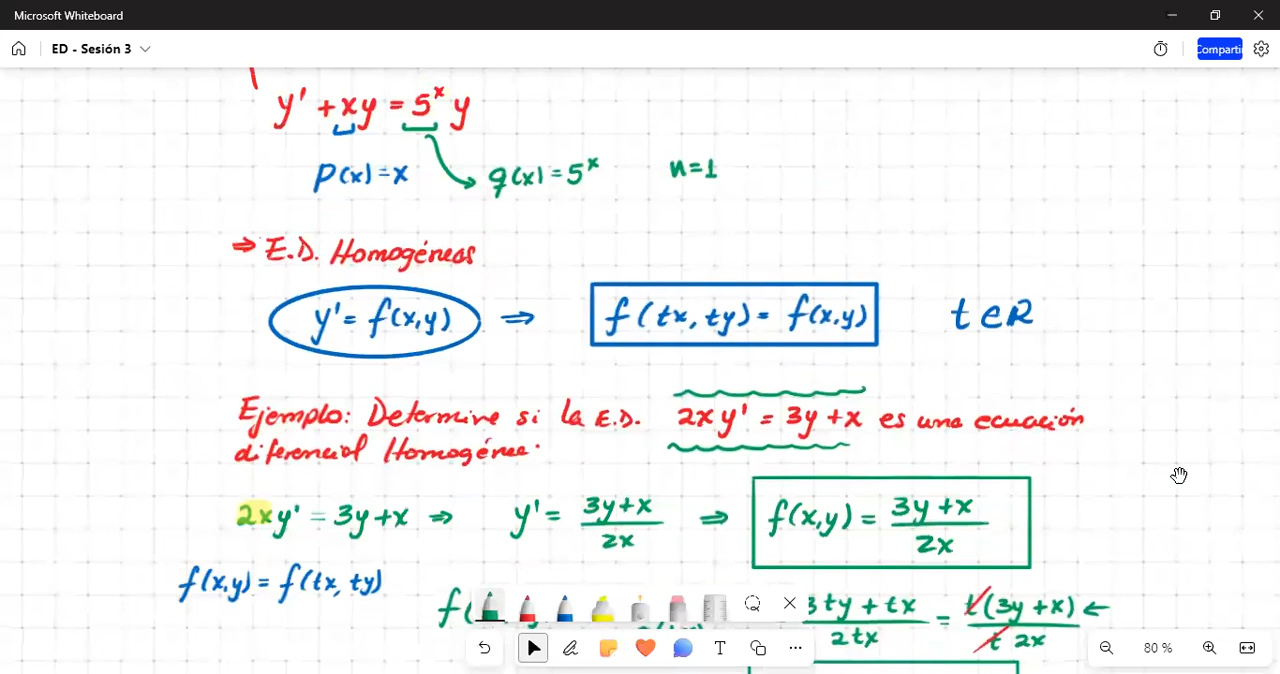 Microsoft Whiteboard
ED - Sesión 3
Comparti
y' + xy = 5^x y
p(x) = x
q(x) = 5^x
n=1
⇒ E.D. Homogéneas
y' = f(x,y) ⇒ f(tx, ty) = f(x,y) t ∈ R
Ejemplo: Determine si la E.D. 2xy' = 3y+x es una ecuación
diferencial Homogénea.
2xy' = 3y+x ⇒ y' = (3y+x)/(2x) ⇒ f(x,y) = (3y+x)/(2x)
f(x,y) = f(tx, ty)
3ty + tx / 2tx = t(3y+x) / t 2x ←
80 %